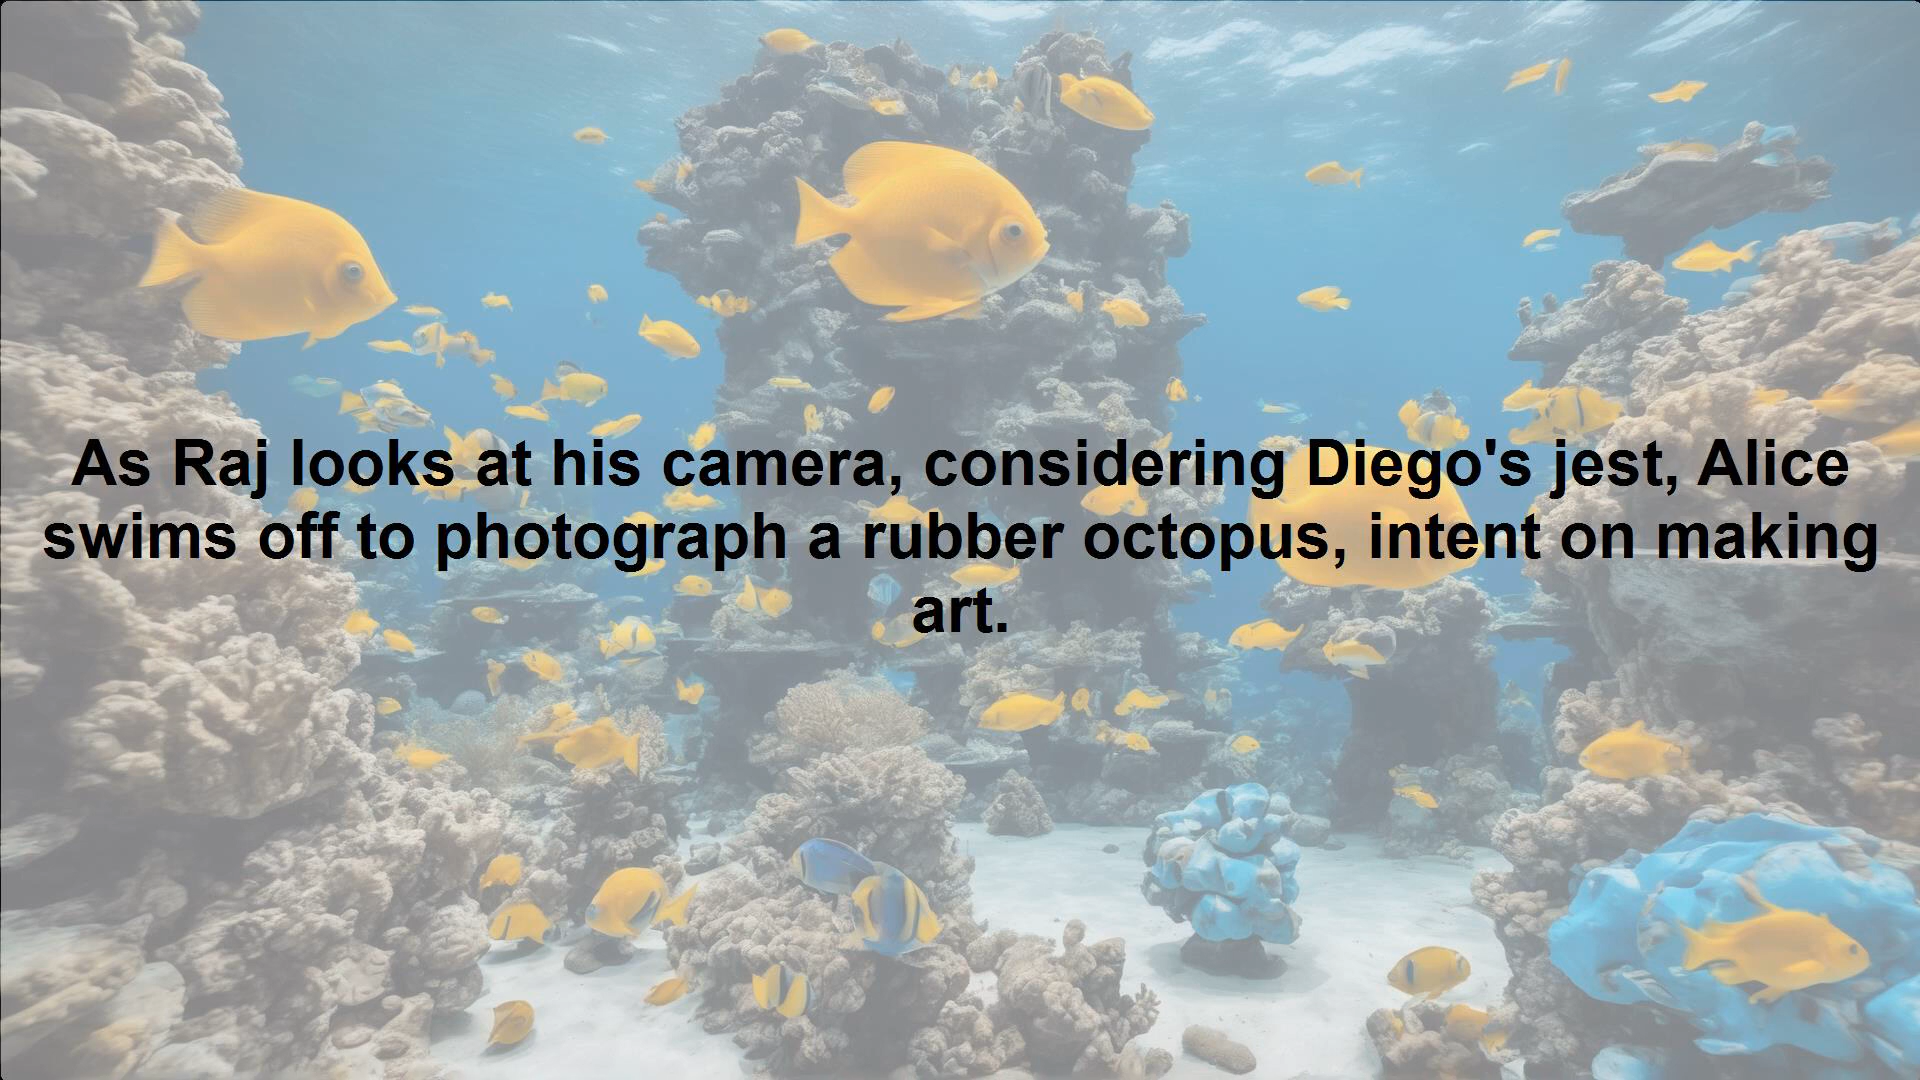 As Raj looks at his camera, considering Diego's jest, Alice
swims off to photograph a rubber octopus, intent on making
art.